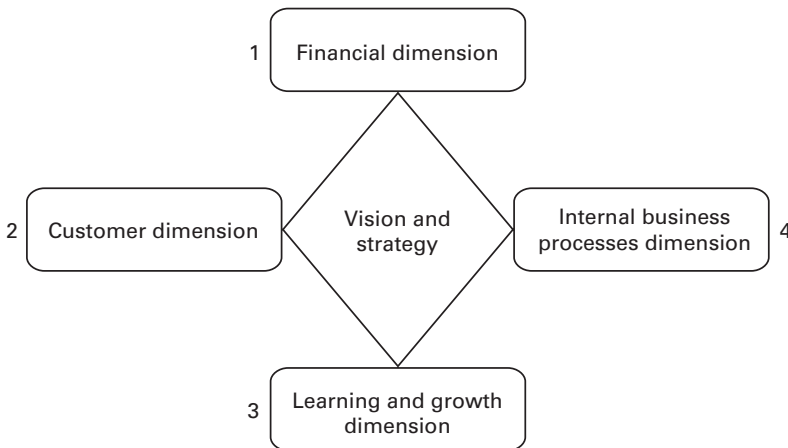 1
Financial dimension
2
Customer dimension
Vision and
strategy
Internal business
processes dimension
4
3
Learning and growth
dimension